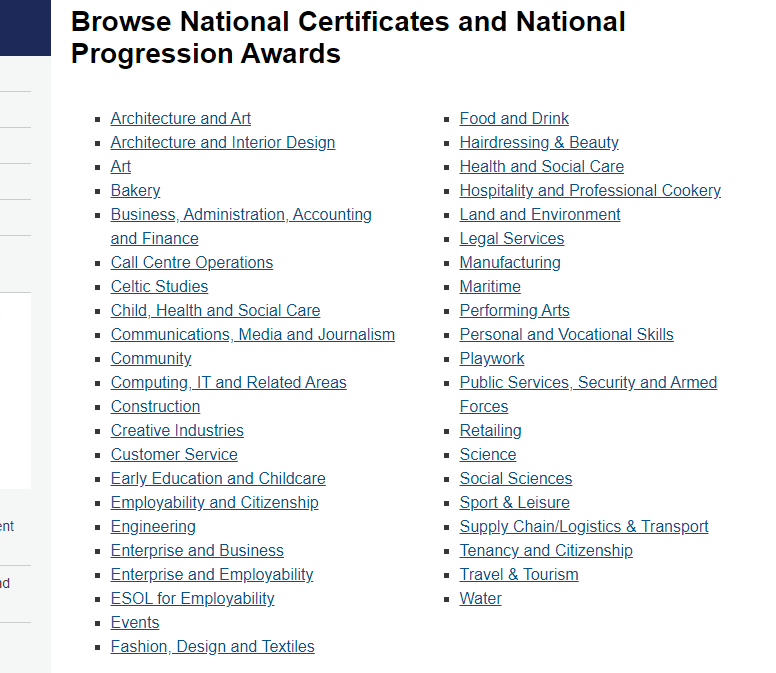 Browse National Certificates and National
Progression Awards
Architecture and Art
Architecture and Interior Design
Art
Bakery
Business, Administration, Accounting
and Finance
Call Centre Operations
Celtic Studies
Child, Health and Social Care
Communications, Media and Journalism
Community
Computing, IT and Related Areas
Construction
Creative Industries
Customer Service
Early Education and Childcare
Employability and Citizenship
Engineering
Enterprise and Business
Enterprise and Employability
ESOL for Employability
Events
Fashion, Design and Textiles
Food and Drink
Hairdressing & Beauty
Health and Social Care
Hospitality and Professional Cookery
Land and Environment
Legal Services
Manufacturing
Maritime
Performing Arts
Personal and Vocational Skills
Playwork
Public Services, Security and Armed
Forces
Retailing
Science
Social Sciences
Sport & Leisure
Supply Chain/Logistics & Transport
Tenancy and Citizenship
Travel & Tourism
Water